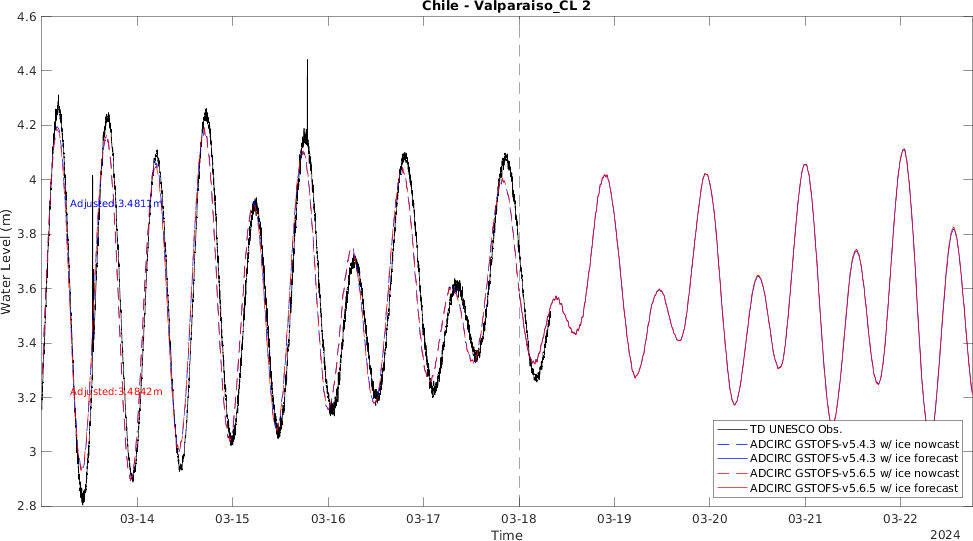 Chile - Valparaiso_CL 2
4.6
4.4
4.2
4
3.8
3.6
3.4
3.2
3
2.8
Water Level (m)
Adjusted:3.4811m
Adjusted:3.4842m
TD UNESCO Obs.
ADCIRC GSTOFS-v5.4.3 w/ ice nowcast
ADCIRC GSTOFS-v5.4.3 w/ ice forecast
ADCIRC GSTOFS-v5.6.5 w/ ice nowcast
ADCIRC GSTOFS-v5.6.5 w/ ice forecast
03-14 03-15 03-16 03-17 03-18 03-19 03-20 03-21 03-22
Time
2024